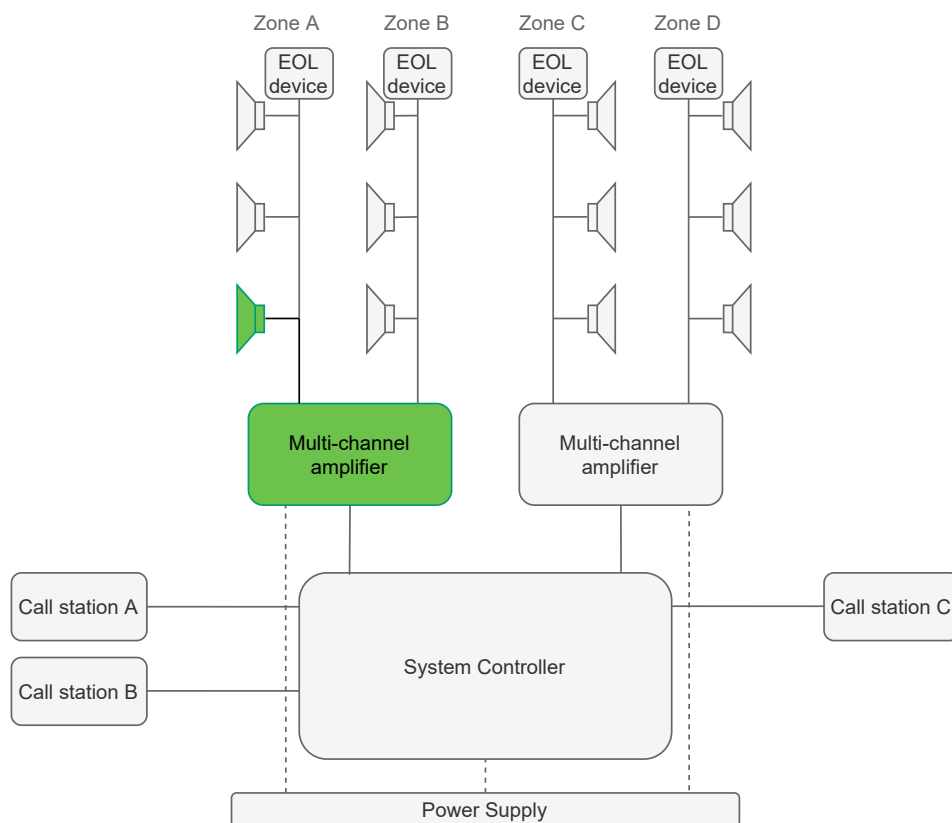 Zone A
Zone B
Zone C
Zone D
EOL
device
EOL
device
EOL
device
EOL
device
Multi-channel
amplifier
Multi-channel
amplifier
Call station A
Call station C
System Controller
Call station B
Power Supply